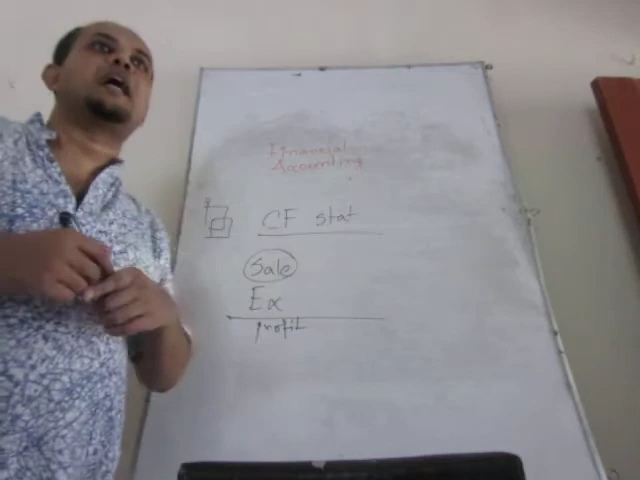 Financial
Accounting
CF stat
Sale
Ex
profit